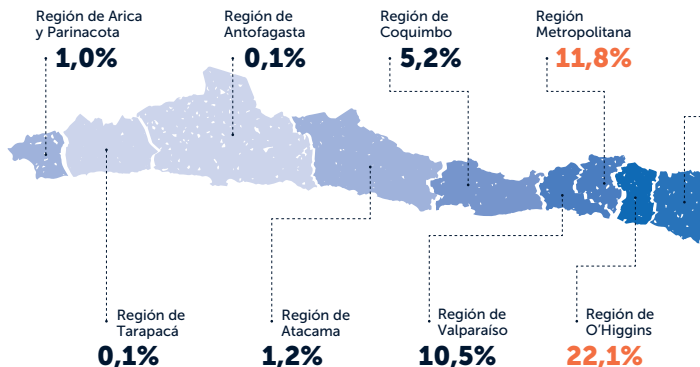 Región de Arica
y Parinacota
1,0%
Región de
Antofagasta
0,1%
Región de
Coquimbo
5,2%
Región
Metropolitana
11,8%
Región de
Tarapacá
0,1%
Región de
Atacama
1,2%
Región de
Valparaíso
10,5%
Región de
O’Higgins
22,1%